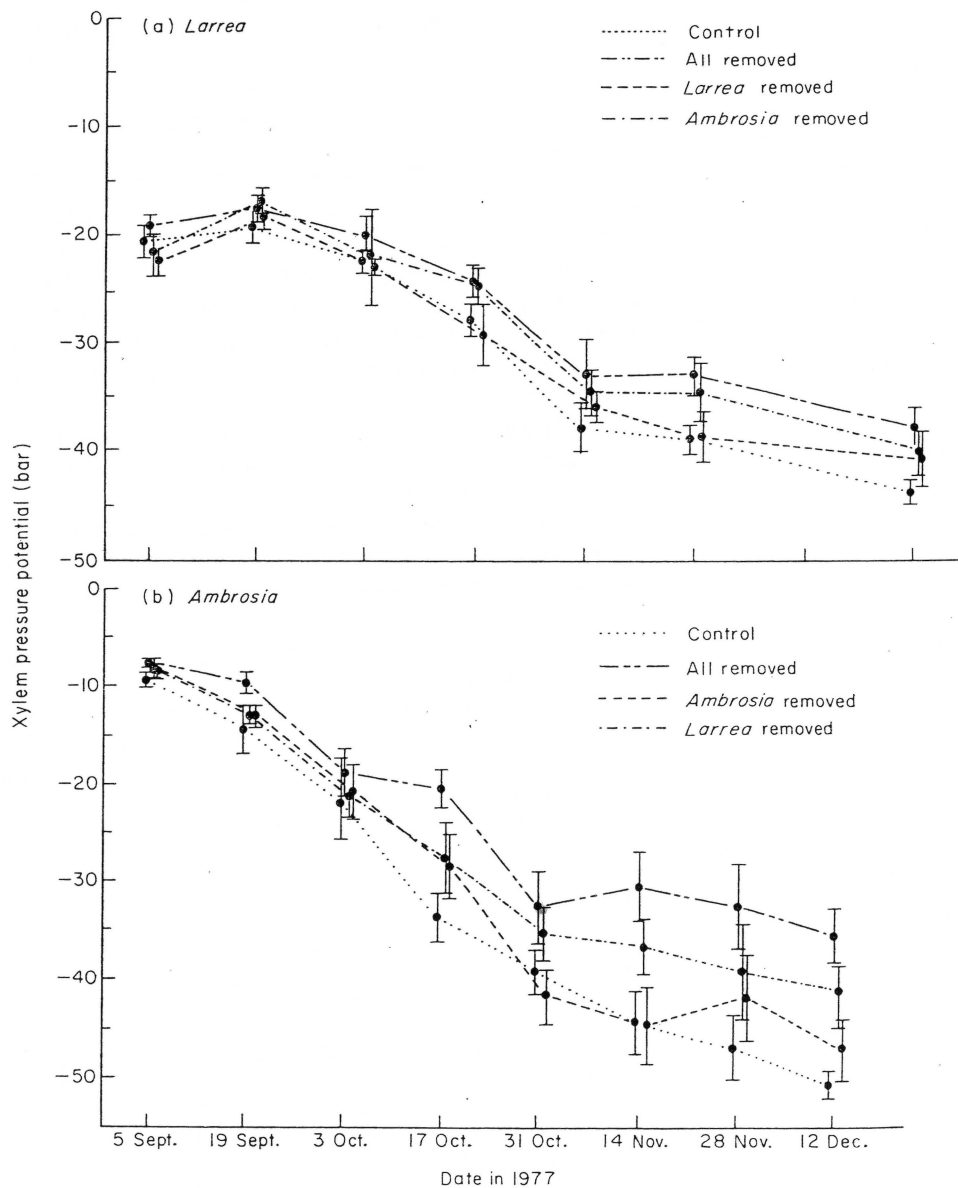 0
(a) Larrea
Control
All removed
Larrea removed
Ambrosia removed
-10
-20
-30
-40
-50
Xylem pressure potential (bar)
0
(b) Ambrosia
Control
All removed
Ambrosia removed
Larrea removed
-10
-20
-30
-40
-50
5 Sept. 19 Sept. 3 Oct. 17 Oct. 31 Oct. 14 Nov. 28 Nov. 12 Dec.
Date in 1977